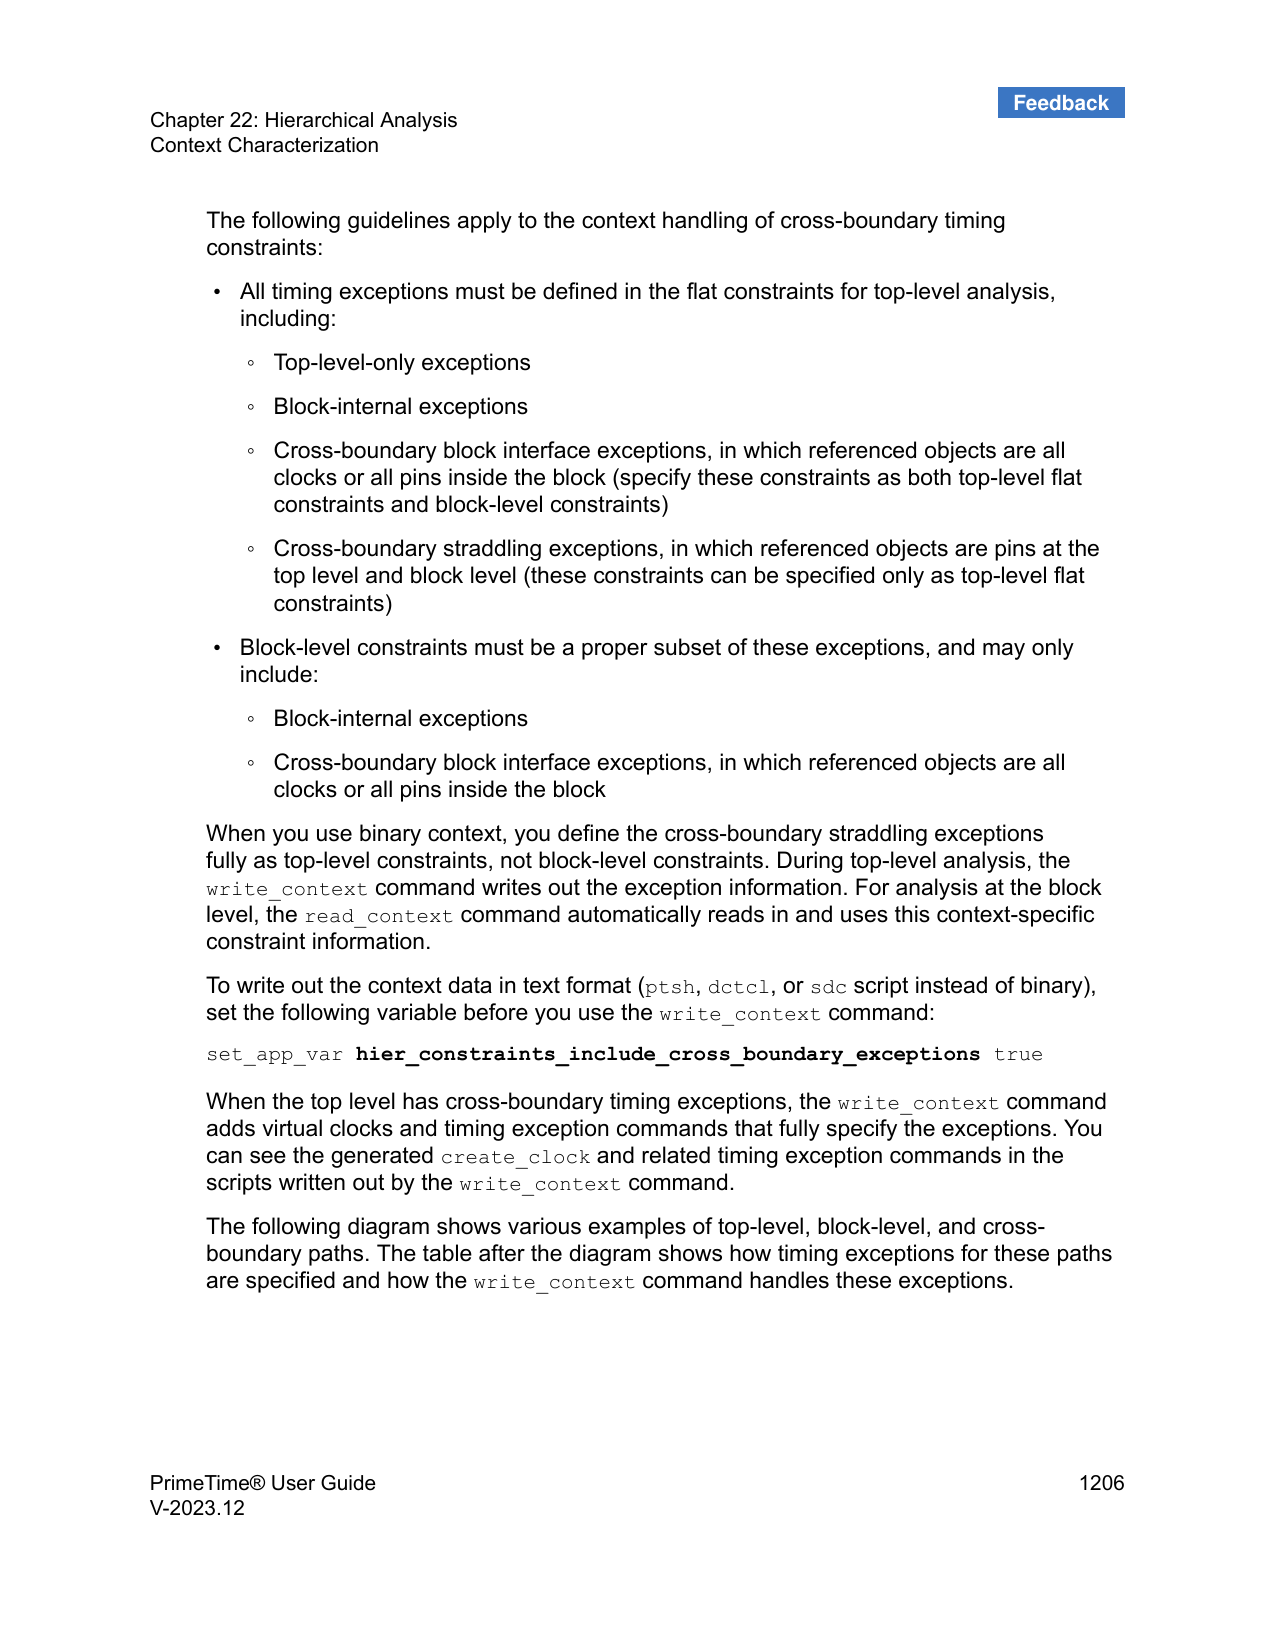 Feedback
Chapter 22: Hierarchical Analysis
Context Characterization
The following guidelines apply to the context handling of cross-boundary timing
constraints:
• All timing exceptions must be defined in the flat constraints for top-level analysis,
including:
◦ Top-level-only exceptions
◦ Block-internal exceptions
◦ Cross-boundary block interface exceptions, in which referenced objects are all
clocks or all pins inside the block (specify these constraints as both top-level flat
constraints and block-level constraints)
◦ Cross-boundary straddling exceptions, in which referenced objects are pins at the
top level and block level (these constraints can be specified only as top-level flat
constraints)
• Block-level constraints must be a proper subset of these exceptions, and may only
include:
◦ Block-internal exceptions
◦ Cross-boundary block interface exceptions, in which referenced objects are all
clocks or all pins inside the block
When you use binary context, you define the cross-boundary straddling exceptions
fully as top-level constraints, not block-level constraints. During top-level analysis, the
write_context command writes out the exception information. For analysis at the block
level, the read_context command automatically reads in and uses this context-specific
constraint information.
To write out the context data in text format (ptsh, dctcl, or sdc script instead of binary),
set the following variable before you use the write_context command:
set_app_var hier_constraints_include_cross_boundary_exceptions true
When the top level has cross-boundary timing exceptions, the write_context command
adds virtual clocks and timing exception commands that fully specify the exceptions. You
can see the generated create_clock and related timing exception commands in the
scripts written out by the write_context command.
The following diagram shows various examples of top-level, block-level, and cross-
boundary paths. The table after the diagram shows how timing exceptions for these paths
are specified and how the write_context command handles these exceptions.
PrimeTime® User Guide
1206
V-2023.12